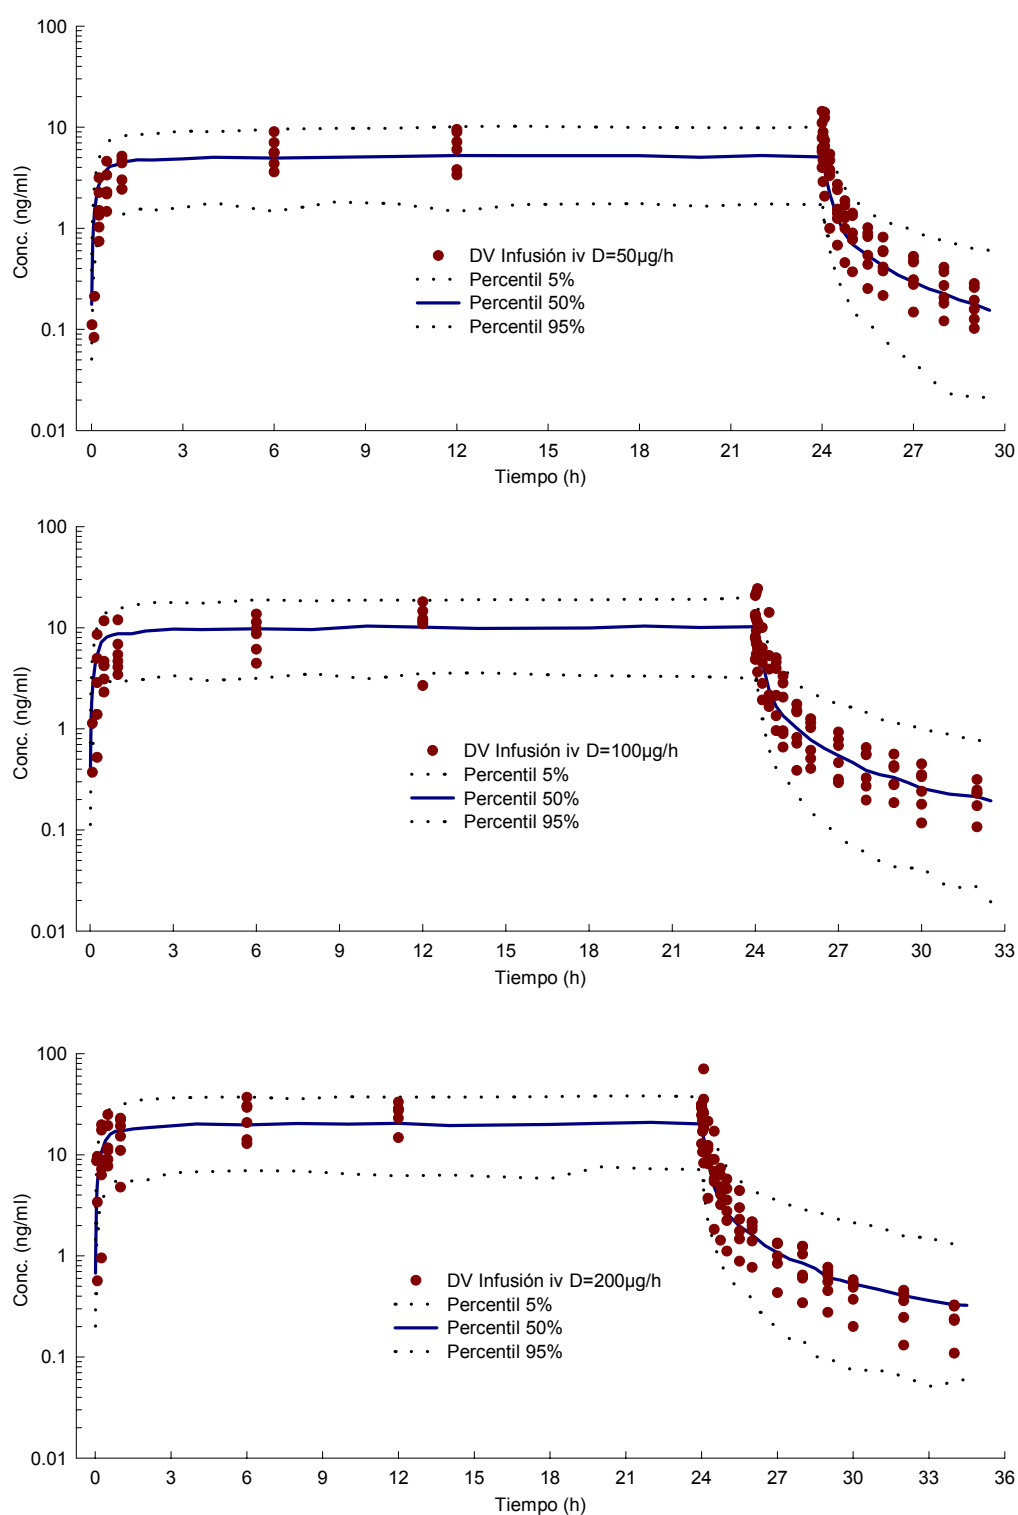 100
10
1
0.1
0.01
Conc. (ng/ml)
DV Infusión iv D=50µg/h
Percentil 5%
Percentil 50%
Percentil 95%
0 3 6 9 12 15 18 21 24 27 30
Tiempo (h)
100
10
1
0.1
0.01
Conc. (ng/ml)
DV Infusión iv D=100µg/h
Percentil 5%
Percentil 50%
Percentil 95%
0 3 6 9 12 15 18 21 24 27 30 33
Tiempo (h)
100
10
1
0.1
0.01
Conc. (ng/ml)
DV Infusión iv D=200µg/h
Percentil 5%
Percentil 50%
Percentil 95%
0 3 6 9 12 15 18 21 24 27 30 33 36
Tiempo (h)